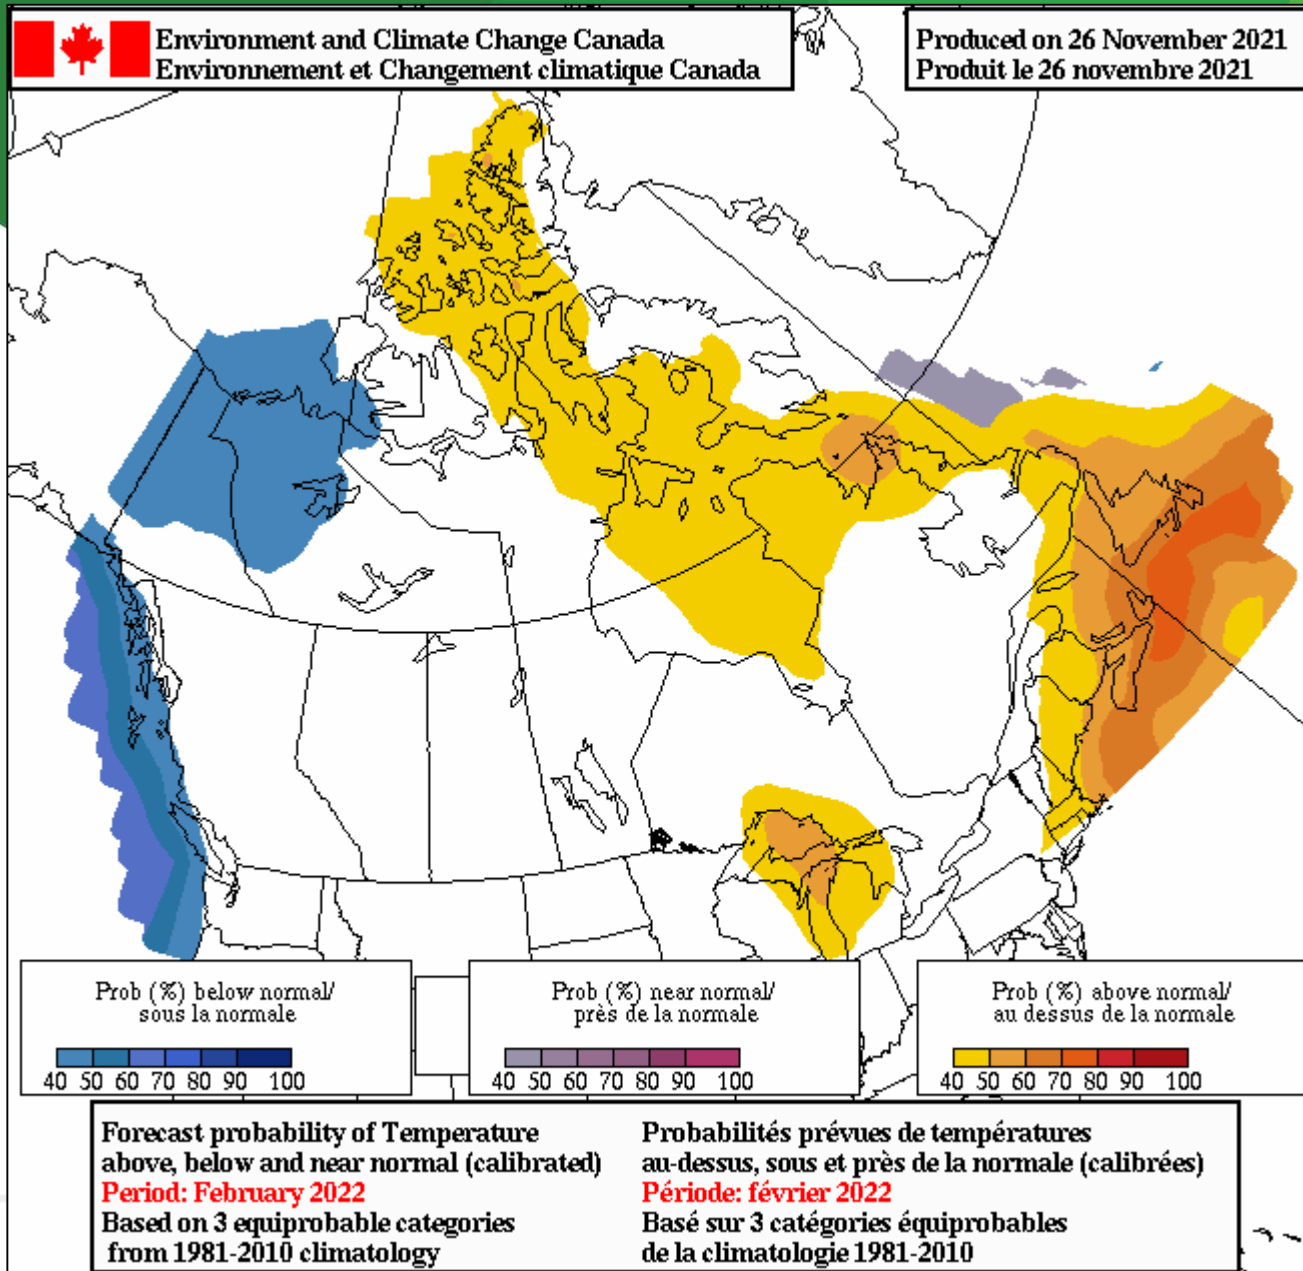 Environment and Climate Change Canada
Environnement et Changement climatique Canada
Produced on 26 November 2021
Produit le 26 novembre 2021
Prob (%) below normal/
sous la normale
40 50 60 70 80 90 100
Prob (%) near normal/
près de la normale
40 50 60 70 80 90 100
Prob (%) above normal/
au dessus de la normale
40 50 60 70 80 90 100
Forecast probability of Temperature
above, below and near normal (calibrated)
Period: February 2022
Based on 3 equiprobable categories
from 1981-2010 climatology
Probabilités prévues de températures
au-dessus, sous et près de la normale (calibrées)
Période: février 2022
Basé sur 3 catégories équiprobables
de la climatologie 1981-2010